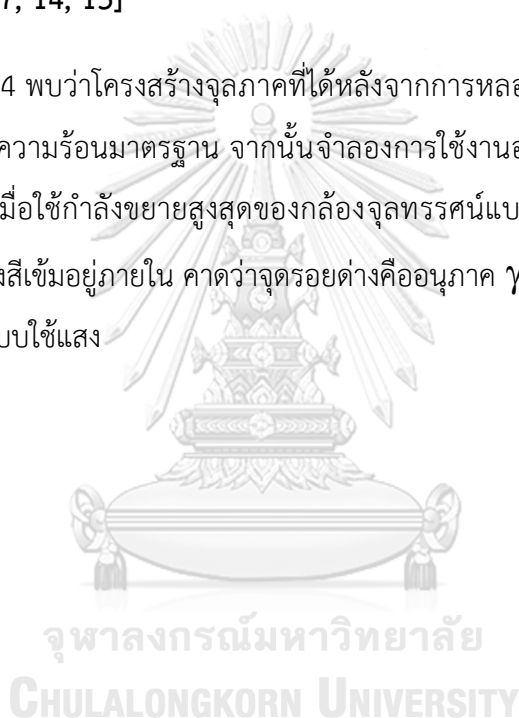 7, 14, 15]
4 พบว่าโครงสร้างจุลภาคที่ได้หลังจากการหลอ
ความร้อนมาตรฐาน จากนั้นจำลองการใช้งานอ
มื่อใช้กำลังขยายสูงสุดของกล้องจุลทรรศน์แบ
งสีเข้มอยู่ภายใน คาดว่าจุดรอยด่างคืออนุภาค γ
บบใช้แสง
จุฬาลงกรณ์มหาวิทยาลัย
CHULALONGKORN UNIVERSITY